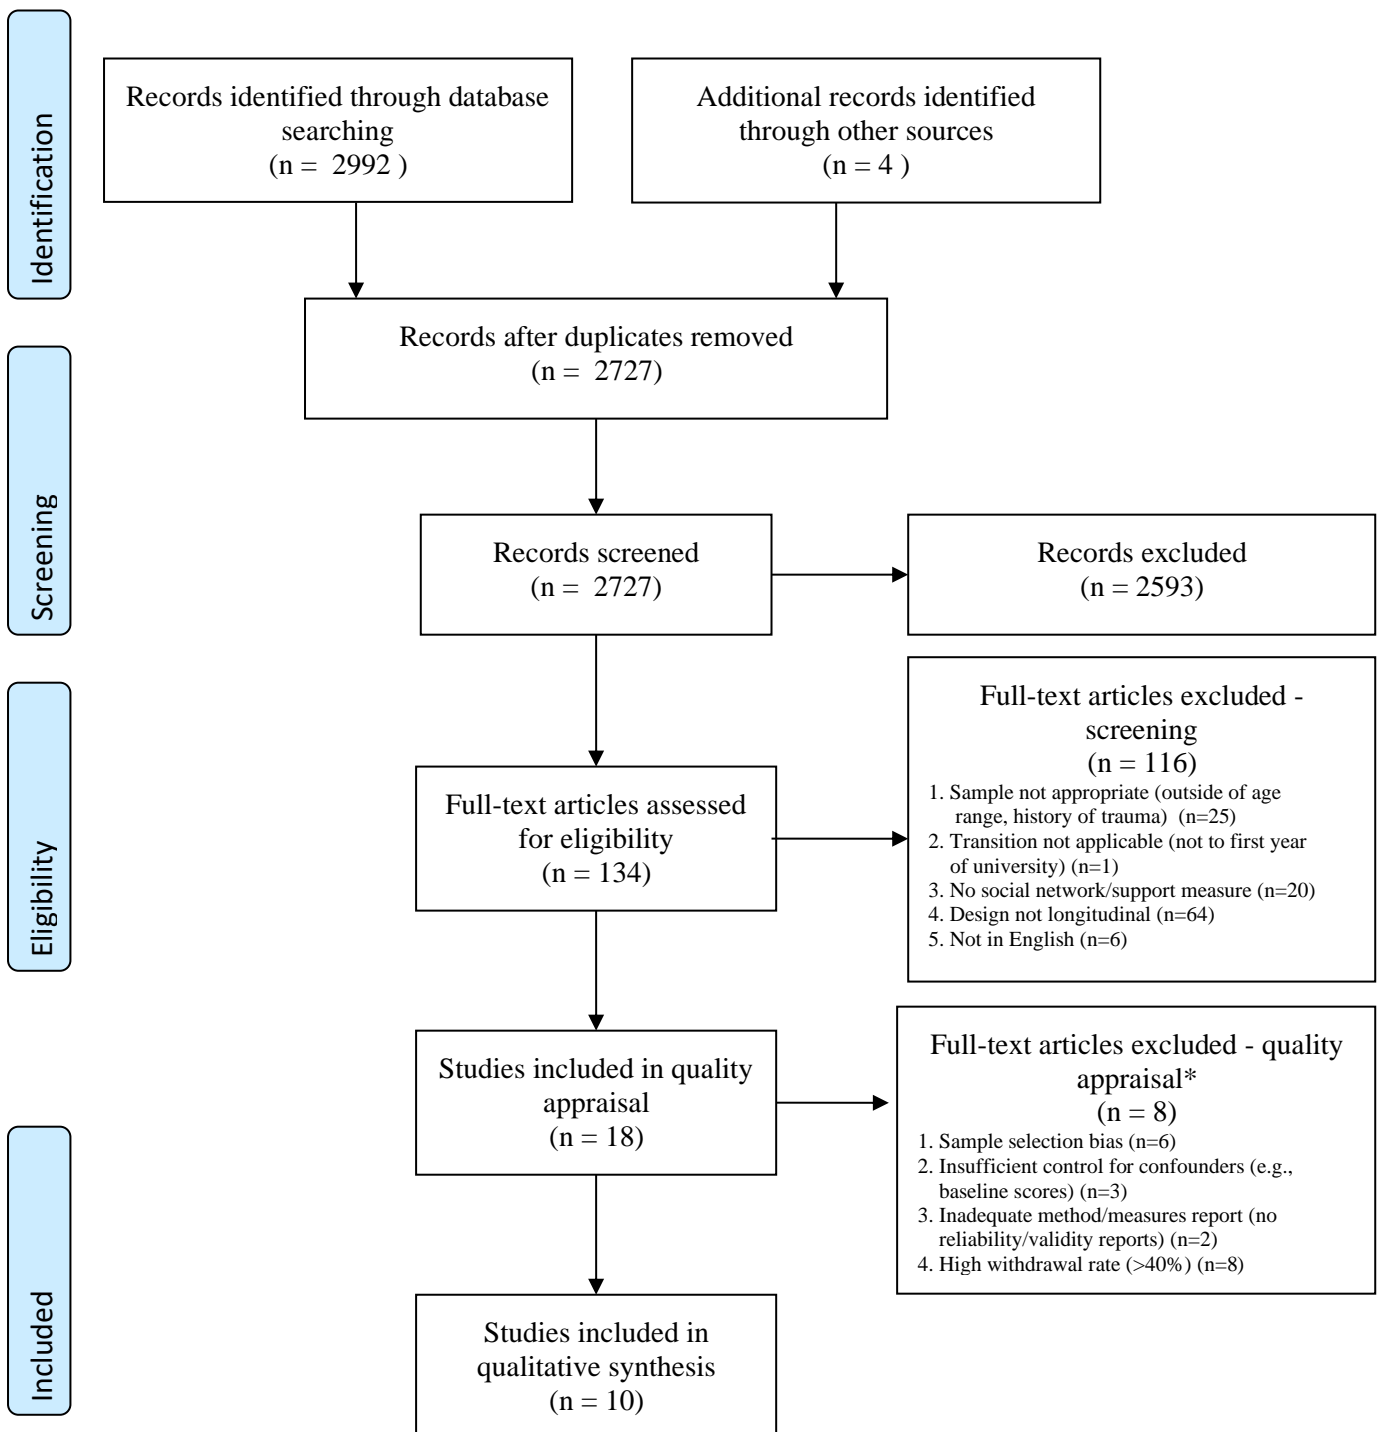 Identification
Records identified through database
searching
(n =  2992 )
Additional records identified
through other sources
(n = 4 )
Records after duplicates removed
(n =  2727)
Screening
Records screened
(n =  2727)
Records excluded
(n = 2593)
Eligibility
Full-text articles assessed
for eligibility
(n = 134)
Full-text articles excluded -
screening
(n = 116)
1. Sample not appropriate (outside of age
range, history of trauma)  (n=25)
2. Transition not applicable (not to first year
of university) (n=1)
3. No social network/support measure (n=20)
4. Design not longitudinal (n=64)
5. Not in English (n=6)
Studies included in quality
appraisal
(n = 18)
Full-text articles excluded - quality
appraisal*
(n = 8)
1. Sample selection bias (n=6)
2. Insufficient control for confounders (e.g.,
baseline scores) (n=3)
3. Inadequate method/measures report (no
reliability/validity reports) (n=2)
4. High withdrawal rate (>40%) (n=8)
Included
Studies included in
qualitative synthesis
(n = 10)